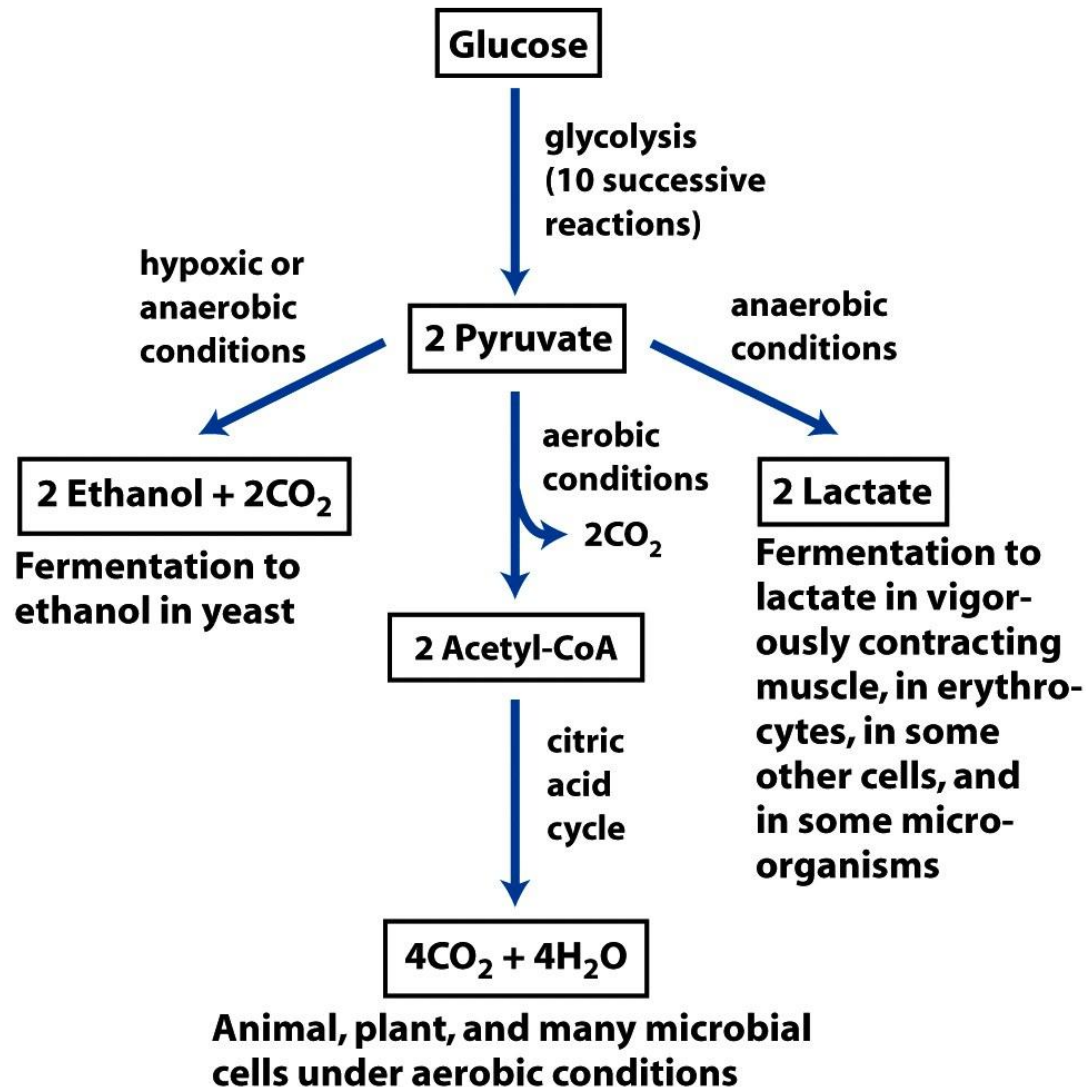 Glucose
glycolysis
(10 successive
reactions)
hypoxic or
anaerobic
conditions
2 Pyruvate
anaerobic
conditions
2 Ethanol + 2CO₂
Fermentation to
ethanol in yeast
aerobic
conditions
2CO₂
2 Lactate
Fermentation to
lactate in vigor-
ously contracting
muscle, in erythro-
cytes, in some
other cells, and
in some micro-
organisms
2 Acetyl-CoA
citric
acid
cycle
4CO₂ + 4H₂O
Animal, plant, and many microbial
cells under aerobic conditions